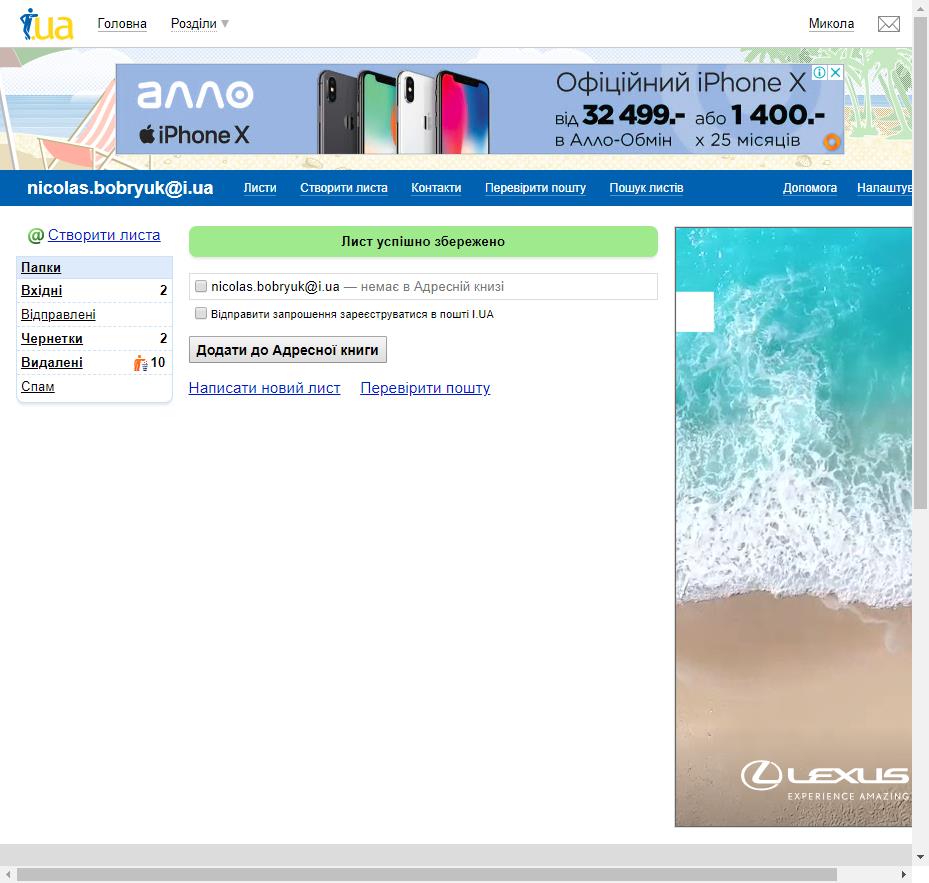 i.ua Головна Розділи ▼ Микола
алло
iPhone X
Офіційний iPhone X
від 32 499.- або 1 400.-
в Алло-Обмін x 25 місяців
nicolas.bobryuk@i.ua Листи Створити листа Контакти Перевірити пошту Пошук листів Допомога Налаштув
@ Створити листа
Папки
Вхідні 2
Відправлені
Чернетки 2
Видалені 10
Спам
Лист успішно збережено
nicolas.bobryuk@i.ua — немає в Адресній книзі
Відправити запрошення зареєструватися в пошті I.UA
Додати до Адресної книги
Написати новий лист Перевірити пошту
LEXUS
EXPERIENCE AMAZING